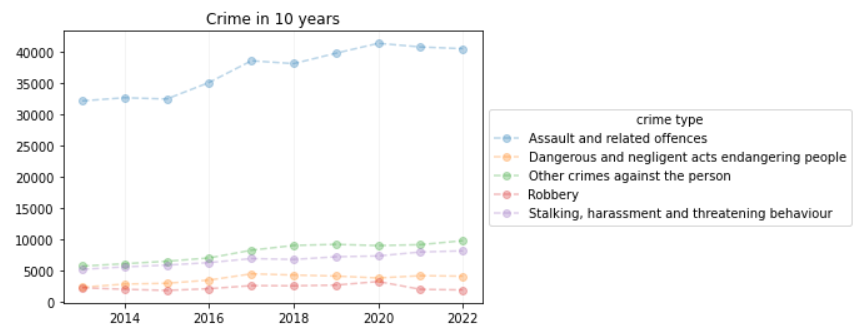 Crime in 10 years
40000
35000
30000
25000
20000
15000
10000
5000
0
2014 2016 2018 2020 2022
crime type
Assault and related offences
Dangerous and negligent acts endangering people
Other crimes against the person
Robbery
Stalking, harassment and threatening behaviour